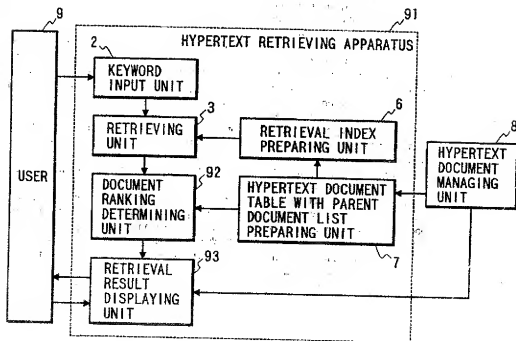 9
91
HYPERTEXT RETRIEVING APPARATUS
2
KEYWORD
INPUT UNIT
3
RETRIEVING
UNIT
6
RETRIEVAL INDEX
PREPARING UNIT
8
HYPERTEXT
DOCUMENT
MANAGING
UNIT
USER
92
DOCUMENT
RANKING
DETERMINING
UNIT
HYPERTEXT DOCUMENT
TABLE WITH PARENT
DOCUMENT LIST
PREPARING UNIT
7
93
RETRIEVAL
RESULT
DISPLAYING
UNIT